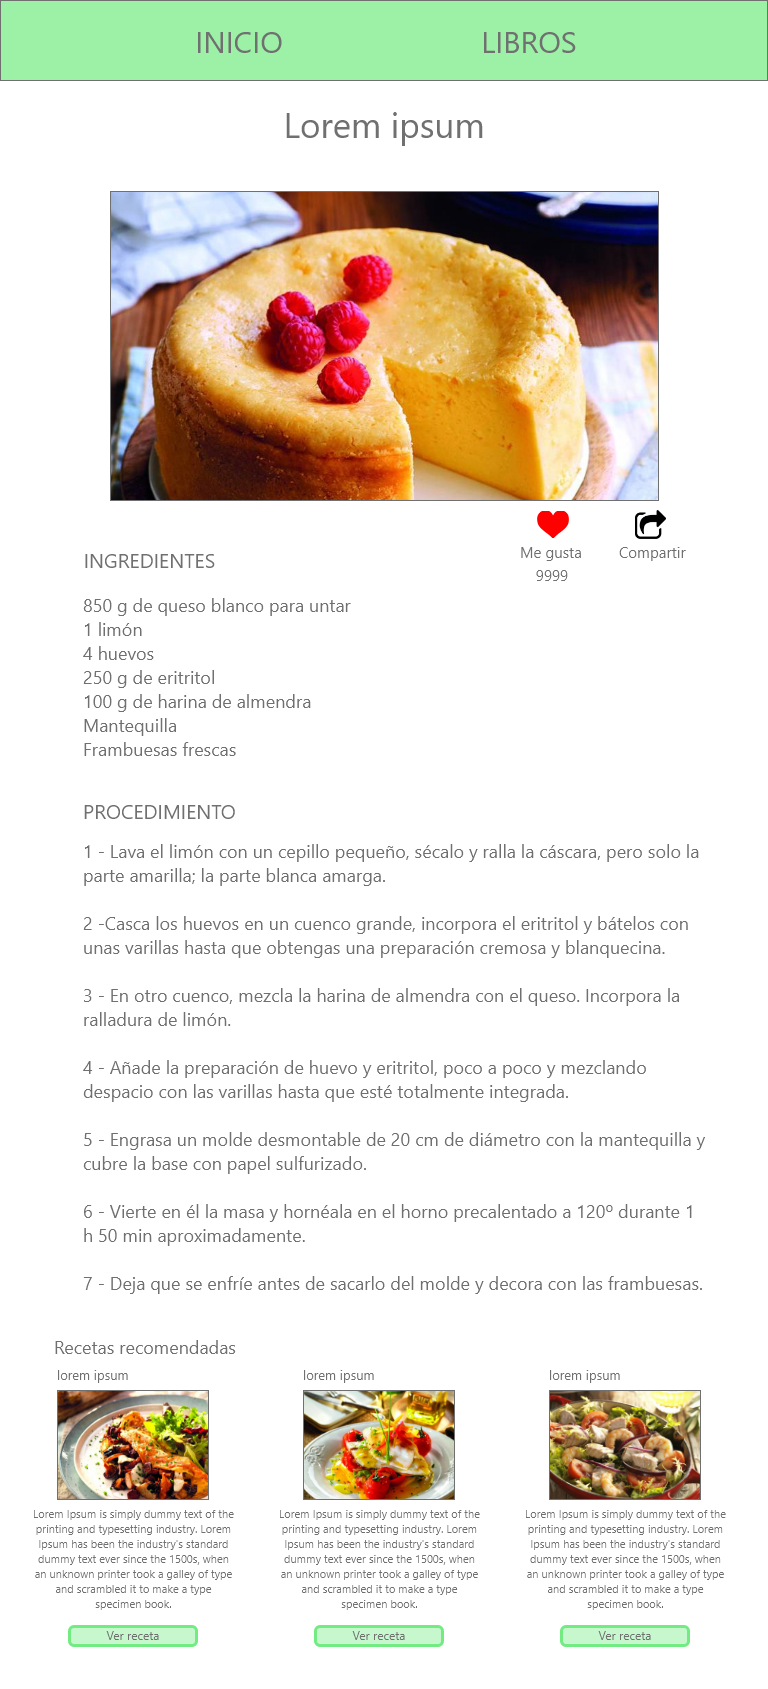 INICIO LIBROS
Lorem ipsum
Me gusta Compartir
9999
INGREDIENTES
850 g de queso blanco para untar
1 limón
4 huevos
250 g de eritritol
100 g de harina de almendra
Mantequilla
Frambuesas frescas
PROCEDIMIENTO
1 - Lava el limón con un cepillo pequeño, sécalo y ralla la cáscara, pero solo la
parte amarilla; la parte blanca amarga.
2 -Casca los huevos en un cuenco grande, incorpora el eritritol y bátelos con
unas varillas hasta que obtengas una preparación cremosa y blanquecina.
3 - En otro cuenco, mezcla la harina de almendra con el queso. Incorpora la
ralladura de limón.
4 - Añade la preparación de huevo y eritritol, poco a poco y mezclando
despacio con las varillas hasta que esté totalmente integrada.
5 - Engrasa un molde desmontable de 20 cm de diámetro con la mantequilla y
cubre la base con papel sulfurizado.
6 - Vierte en él la masa y hornéala en el horno precalentado a 120º durante 1
h 50 min aproximadamente.
7 - Deja que se enfríe antes de sacarlo del molde y decora con las frambuesas.
Recetas recomendadas
lorem ipsum
Lorem Ipsum is simply dummy text of the
printing and typesetting industry. Lorem
Ipsum has been the industry's standard
dummy text ever since the 1500s, when
an unknown printer took a galley of type
and scrambled it to make a type
specimen book.
Ver receta
lorem ipsum
Lorem Ipsum is simply dummy text of the
printing and typesetting industry. Lorem
Ipsum has been the industry's standard
dummy text ever since the 1500s, when
an unknown printer took a galley of type
and scrambled it to make a type
specimen book.
Ver receta
lorem ipsum
Lorem Ipsum is simply dummy text of the
printing and typesetting industry. Lorem
Ipsum has been the industry's standard
dummy text ever since the 1500s, when
an unknown printer took a galley of type
and scrambled it to make a type
specimen book.
Ver receta